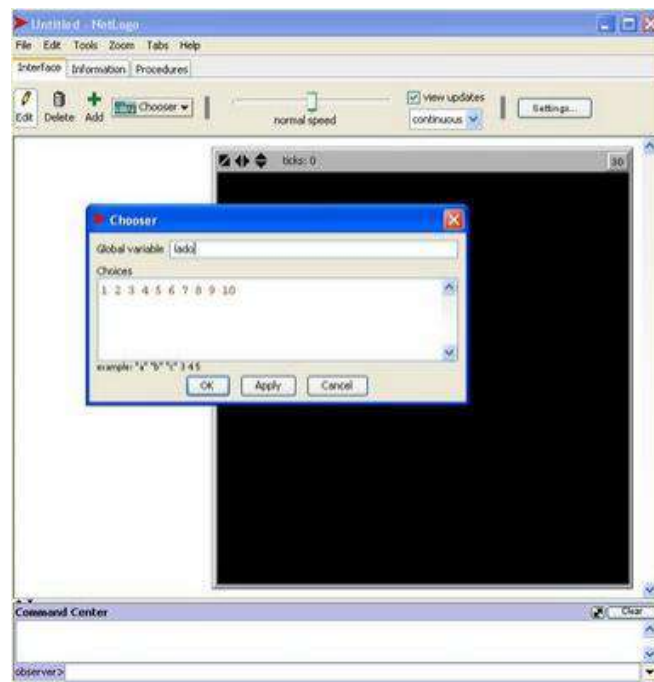 Untitled - NetLogo
File Edit Tools Zoom Tabs Help
Interface Information Procedures
Edit Delete Add Chooser normal speed view updates continuous Settings...
ticks: 0 3D
Chooser
Global variable lado
Choices
1 2 3 4 5 6 7 8 9 10
example: "a" "b" "c" 3 4 5
OK Apply Cancel
Command Center Clear
observer>